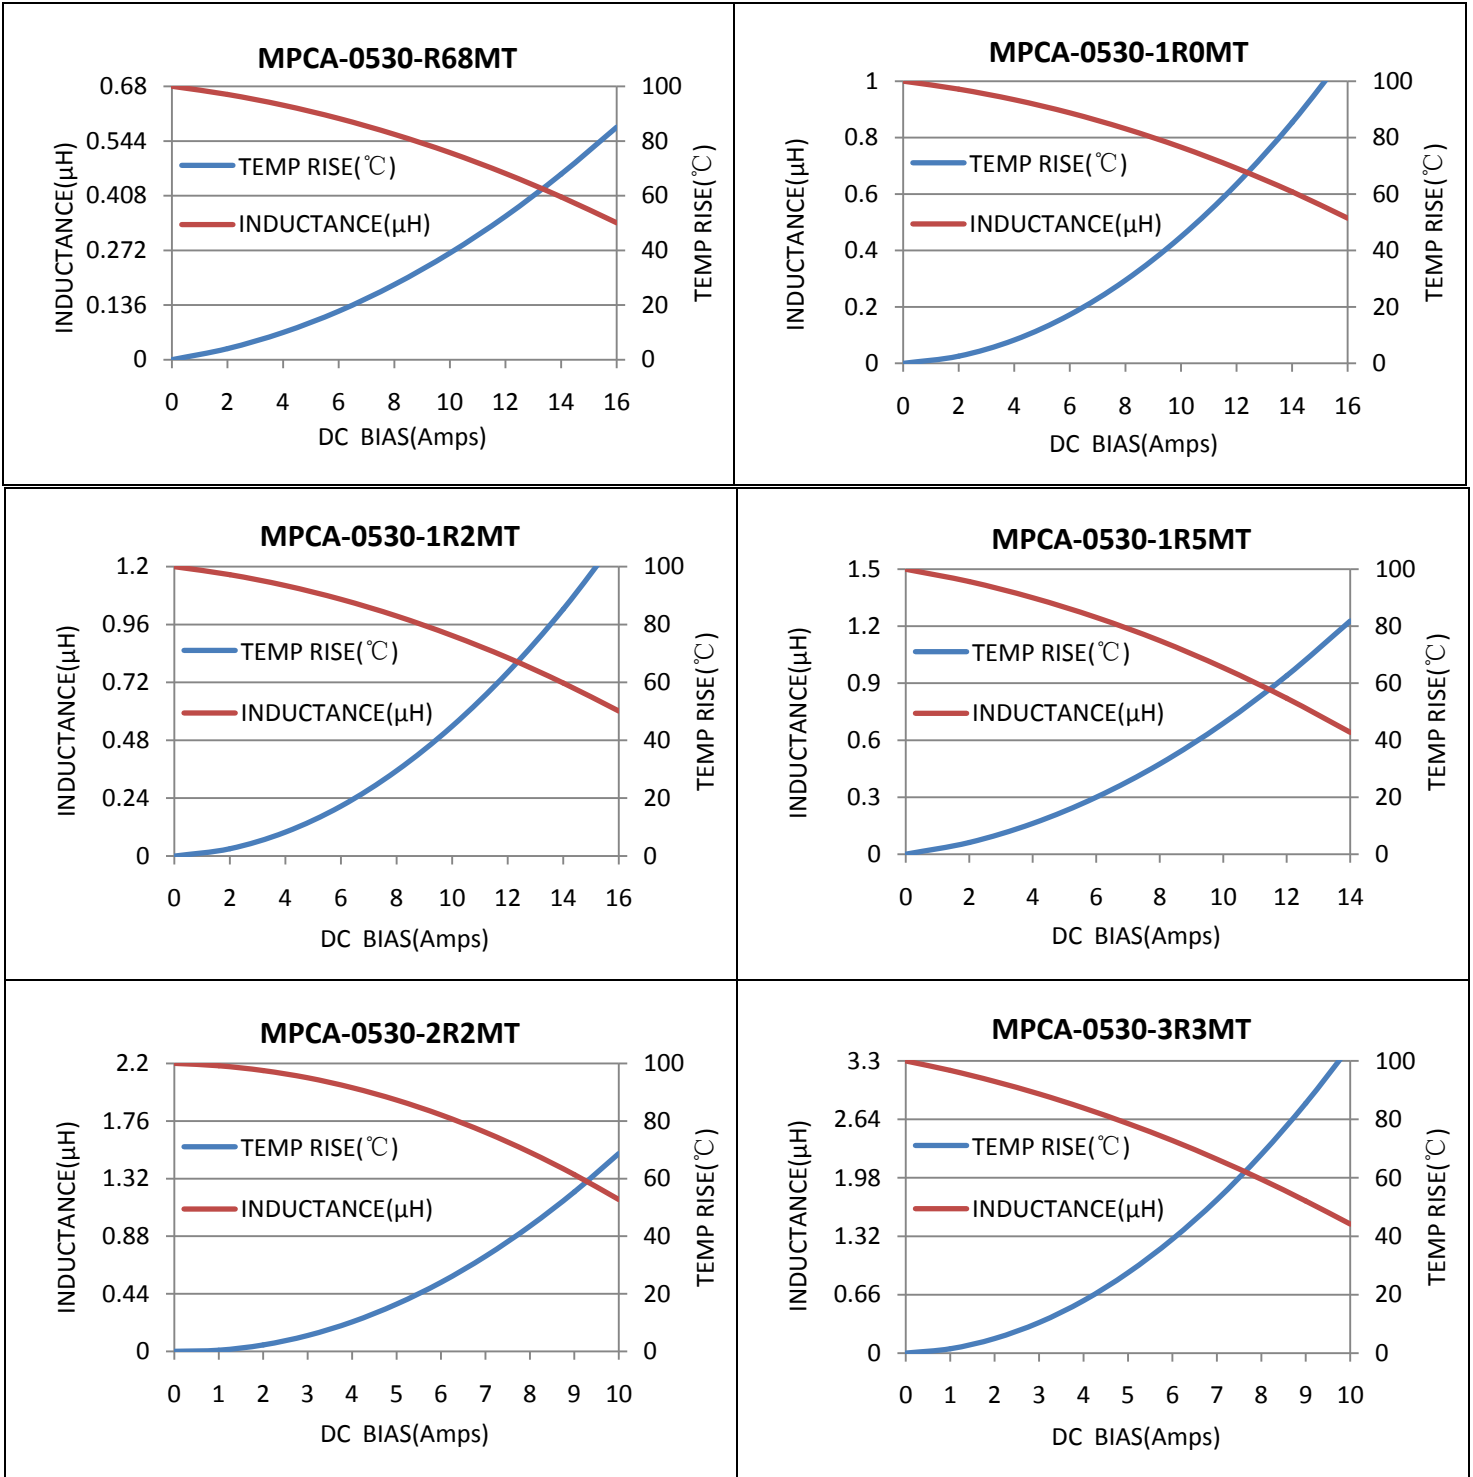 MPCA-0530-R68MT
INDUCTANCE(μH)
0.68
0.544
0.408
0.272
0.136
0
TEMP RISE(℃)
INDUCTANCE(μH)
100
80
60
40
20
0
TEMP RISE(℃)
0 2 4 6 8 10 12 14 16
DC BIAS(Amps)
MPCA-0530-1R0MT
INDUCTANCE(μH)
1
0.8
0.6
0.4
0.2
0
TEMP RISE(℃)
INDUCTANCE(μH)
100
80
60
40
20
0
TEMP RISE(℃)
0 2 4 6 8 10 12 14 16
DC BIAS(Amps)
MPCA-0530-1R2MT
INDUCTANCE(μH)
1.2
0.96
0.72
0.48
0.24
0
TEMP RISE(℃)
INDUCTANCE(μH)
100
80
60
40
20
0
TEMP RISE(℃)
0 2 4 6 8 10 12 14 16
DC BIAS(Amps)
MPCA-0530-1R5MT
INDUCTANCE(μH)
1.5
1.2
0.9
0.6
0.3
0
TEMP RISE(℃)
INDUCTANCE(μH)
100
80
60
40
20
0
TEMP RISE(℃)
0 2 4 6 8 10 12 14
DC BIAS(Amps)
MPCA-0530-2R2MT
INDUCTANCE(μH)
2.2
1.76
1.32
0.88
0.44
0
TEMP RISE(℃)
INDUCTANCE(μH)
100
80
60
40
20
0
TEMP RISE(℃)
0 1 2 3 4 5 6 7 8 9 10
DC BIAS(Amps)
MPCA-0530-3R3MT
INDUCTANCE(μH)
3.3
2.64
1.98
1.32
0.66
0
TEMP RISE(℃)
INDUCTANCE(μH)
100
80
60
40
20
0
TEMP RISE(℃)
0 1 2 3 4 5 6 7 8 9 10
DC BIAS(Amps)